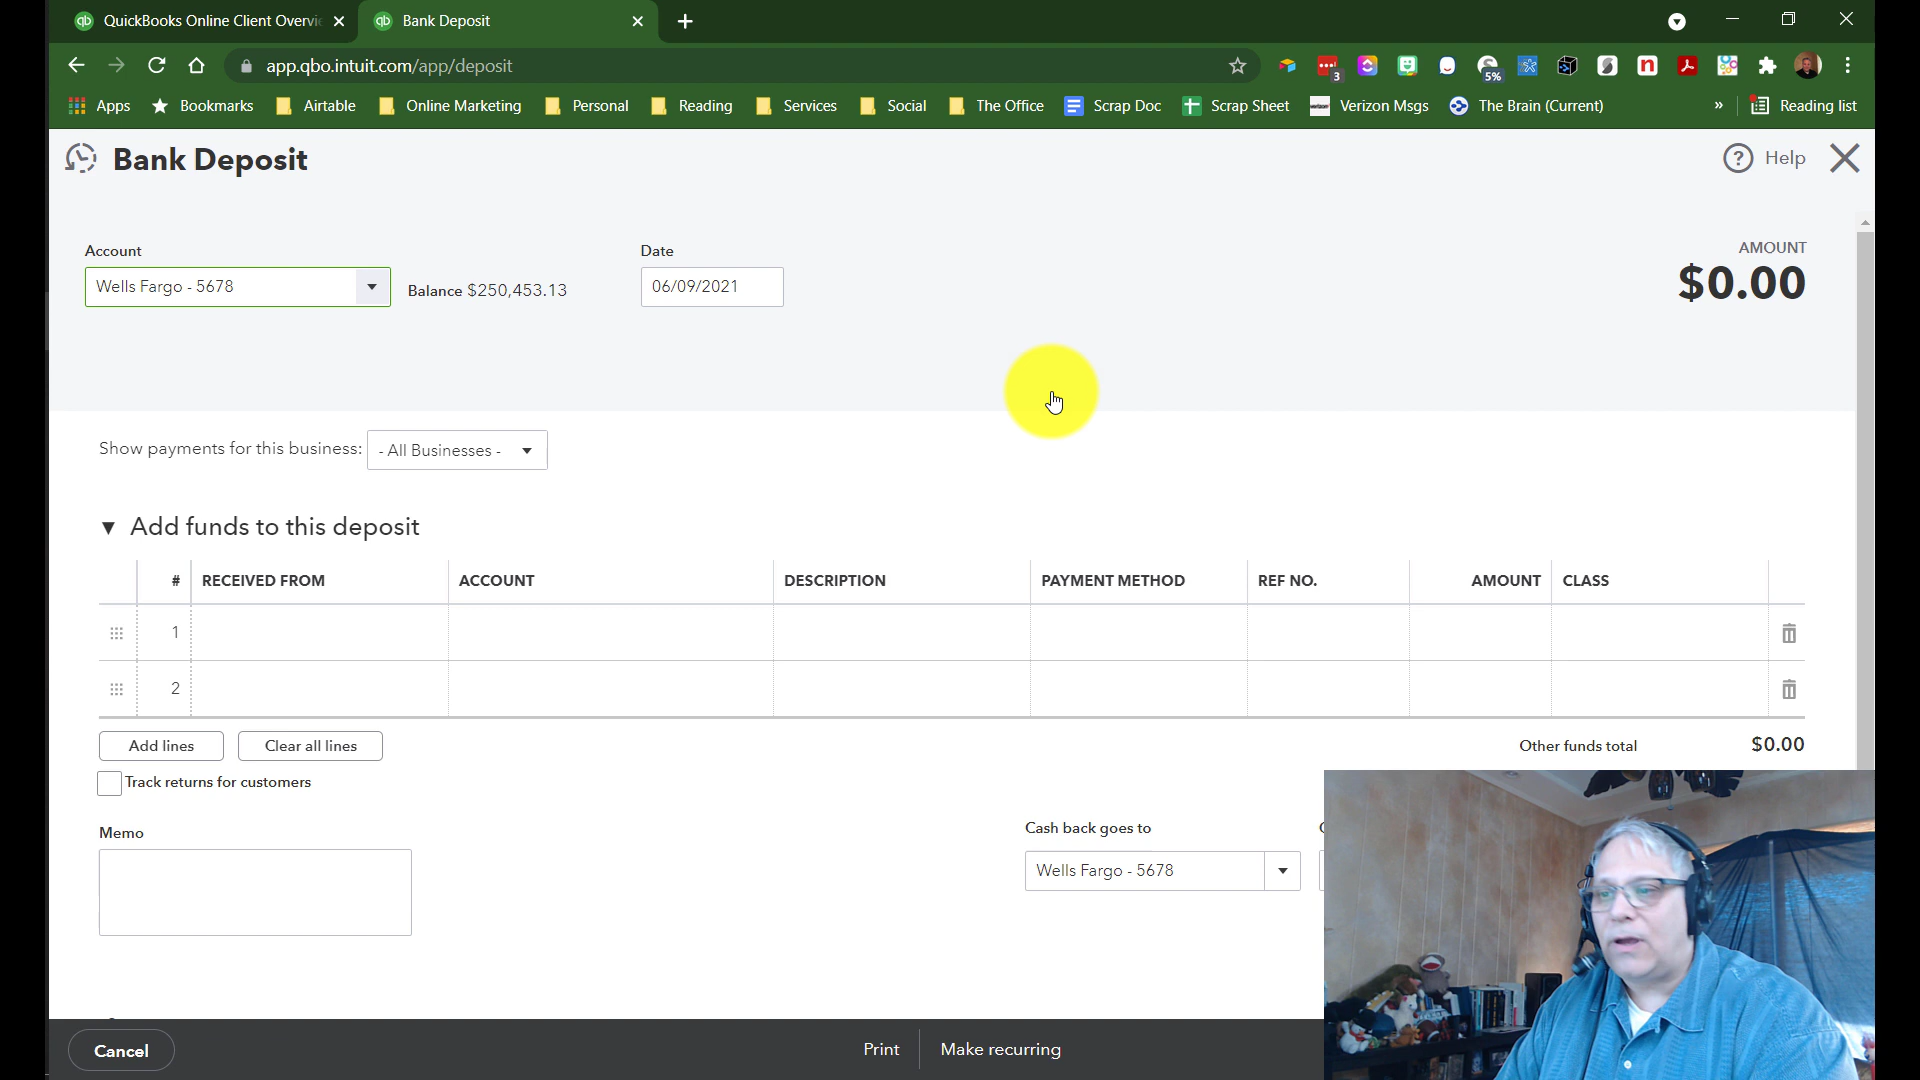 QuickBooks Online Client Overvi
Bank Deposit
app.qbo.intuit.com/app/deposit
3
5%
Apps
Bookmarks
Airtable
Online Marketing
Personal
Reading
Services
Social
The Office
Scrap Doc
Scrap Sheet
Verizon Msgs
The Brain (Current)
»
Reading list
Bank Deposit
Help
Account
Wells Fargo - 5678
Balance $250,453.13
Date
06/09/2021
AMOUNT
$0.00
Show payments for this business:
- All Businesses -
Add funds to this deposit
# RECEIVED FROM ACCOUNT DESCRIPTION PAYMENT METHOD REF NO. AMOUNT CLASS
1
2
Add lines
Clear all lines
Other funds total $0.00
Track returns for customers
Memo
Cash back goes to
Wells Fargo - 5678
Cancel
Print
Make recurring